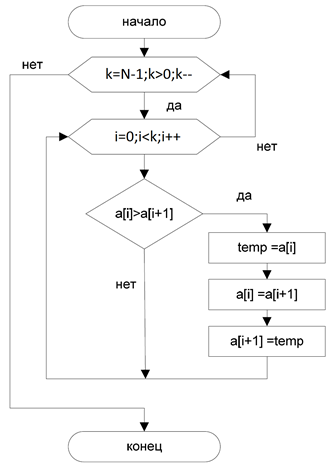 начало
нет
k=N-1;k>0;k--
да
i=0;i<k;i++
нет
a[i]>a[i+1]
да
temp =a[i]
нет
a[i] =a[i+1]
a[i+1] =temp
конец